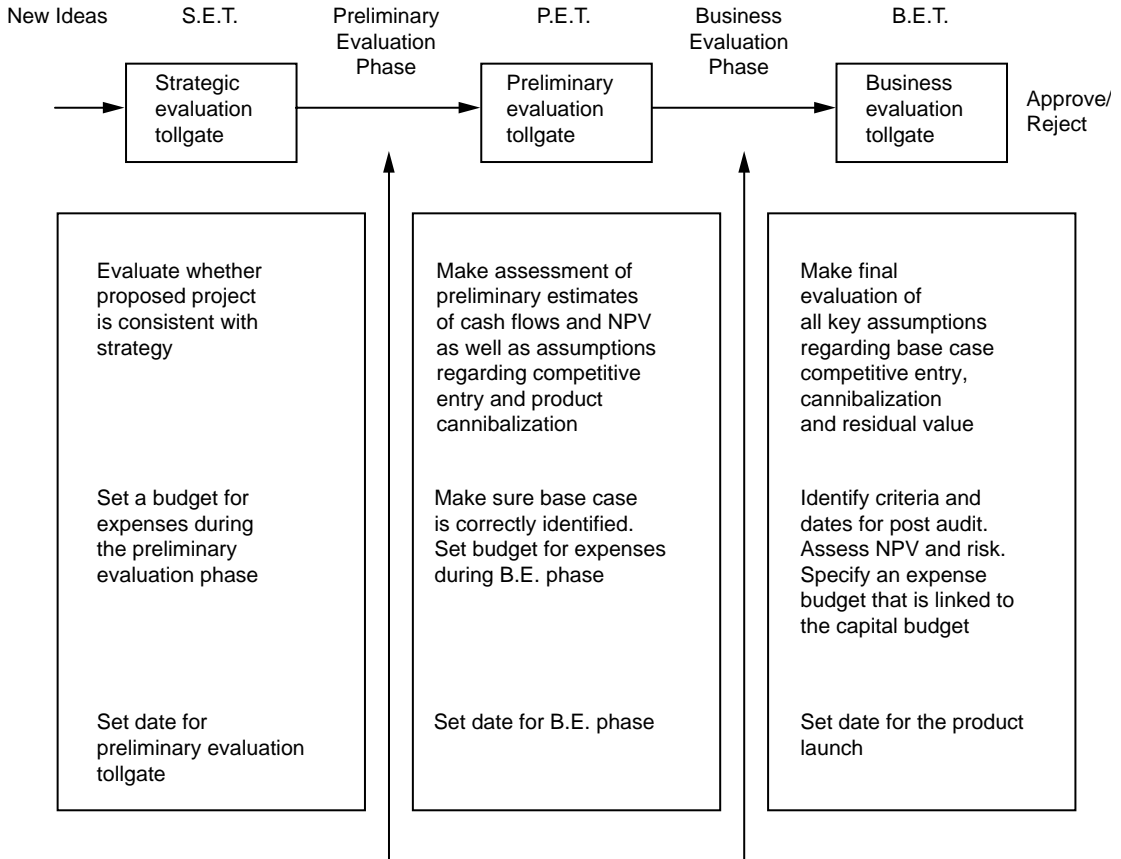 New Ideas
S.E.T.
Preliminary
Evaluation
Phase
P.E.T.
Business
Evaluation
Phase
B.E.T.
Strategic
evaluation
tollgate
Preliminary
evaluation
tollgate
Business
evaluation
tollgate
Approve/
Reject
Evaluate whether
proposed project
is consistent with
strategy
Set a budget for
expenses during
the preliminary
evaluation phase
Set date for
preliminary evaluation
tollgate
Make assessment of
preliminary estimates
of cash flows and NPV
as well as assumptions
regarding competitive
entry and product
cannibalization
Make sure base case
is correctly identified.
Set budget for expenses
during B.E. phase
Set date for B.E. phase
Make final
evaluation of
all key assumptions
regarding base case
competitive entry,
cannibalization
and residual value
Identify criteria and
dates for post audit.
Assess NPV and risk.
Specify an expense
budget that is linked to
the capital budget
Set date for the product
launch